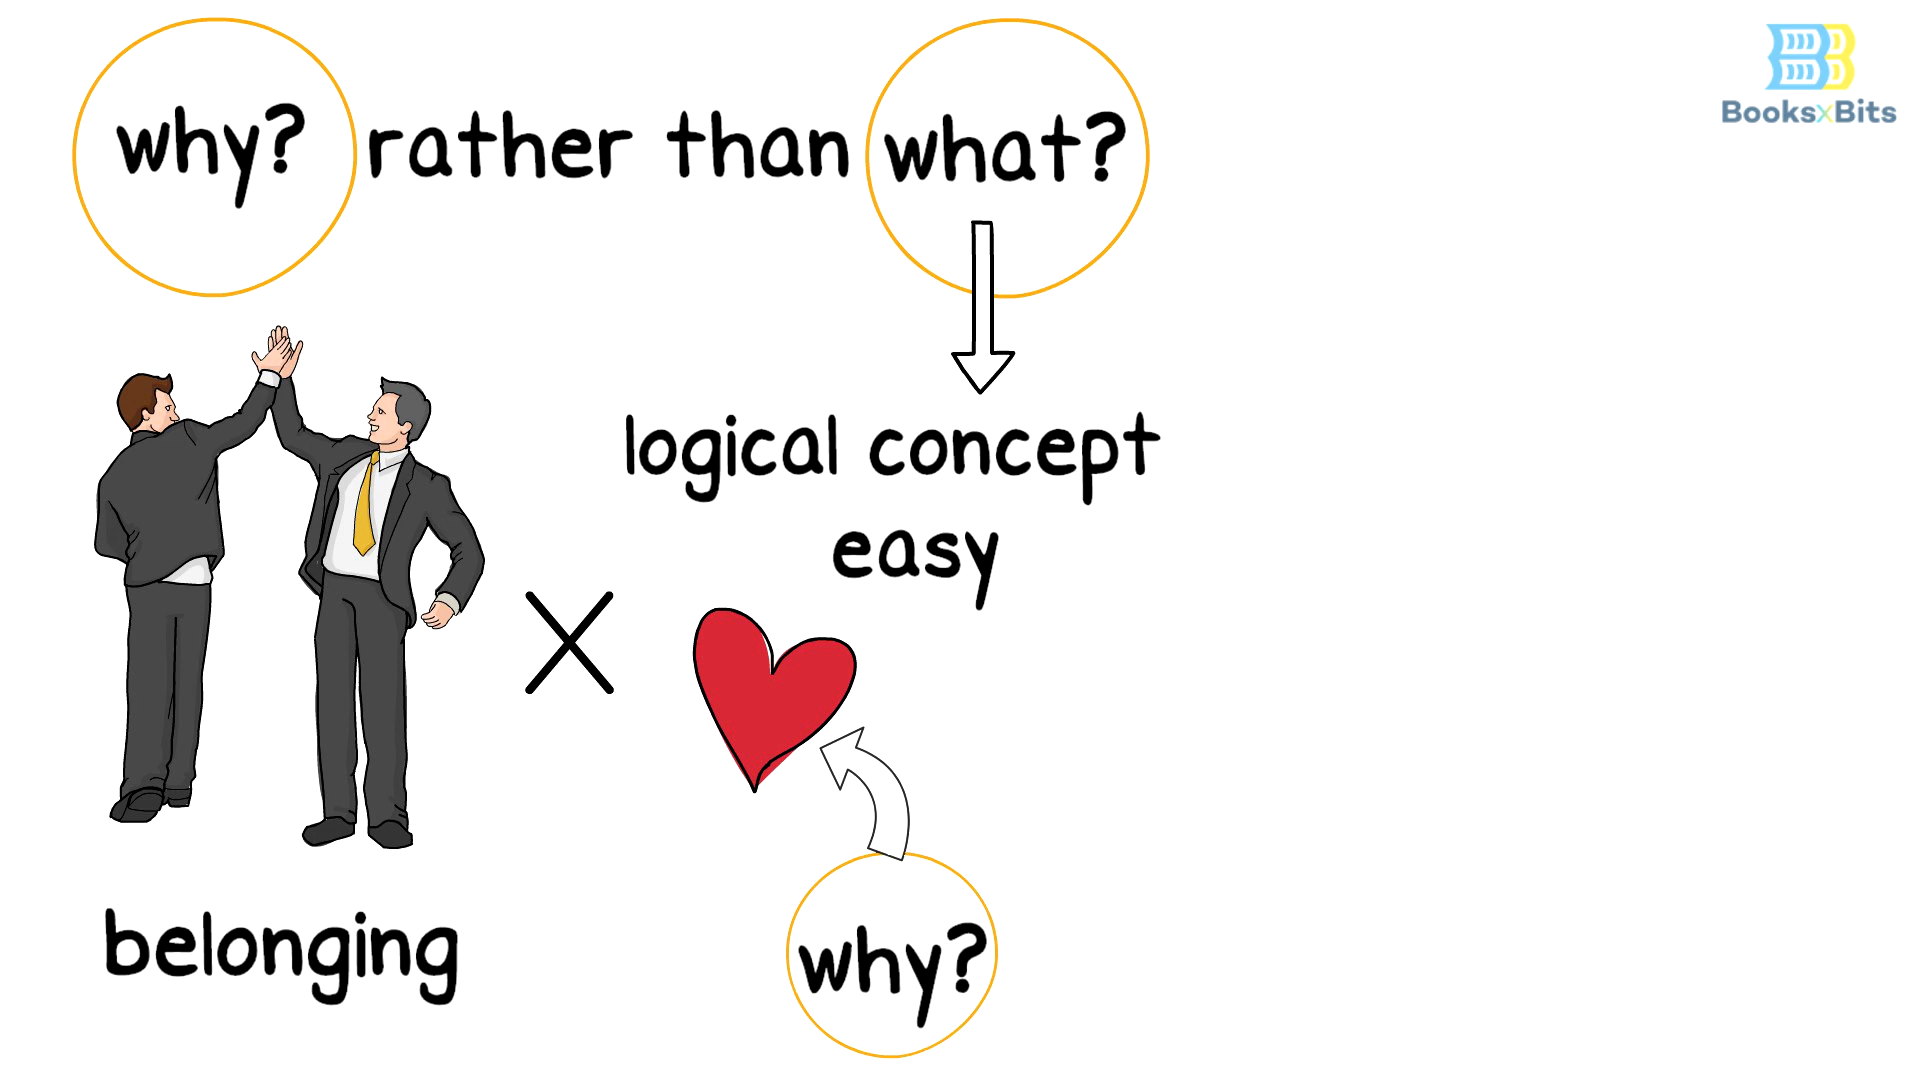 why? rather than what?
BooksxBits
logical concept
easy
belonging
why?